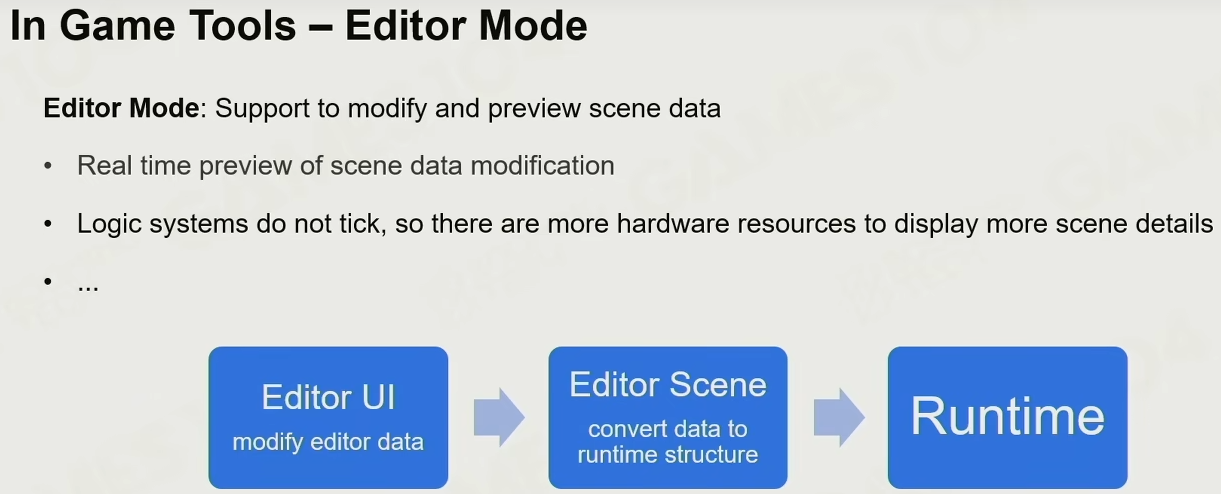 In Game Tools – Editor Mode
Editor Mode: Support to modify and preview scene data
• Real time preview of scene data modification
• Logic systems do not tick, so there are more hardware resources to display more scene details
• ...
Editor UI
modify editor data
Editor Scene
convert data to
runtime structure
Runtime
GAMES104
GAMES104